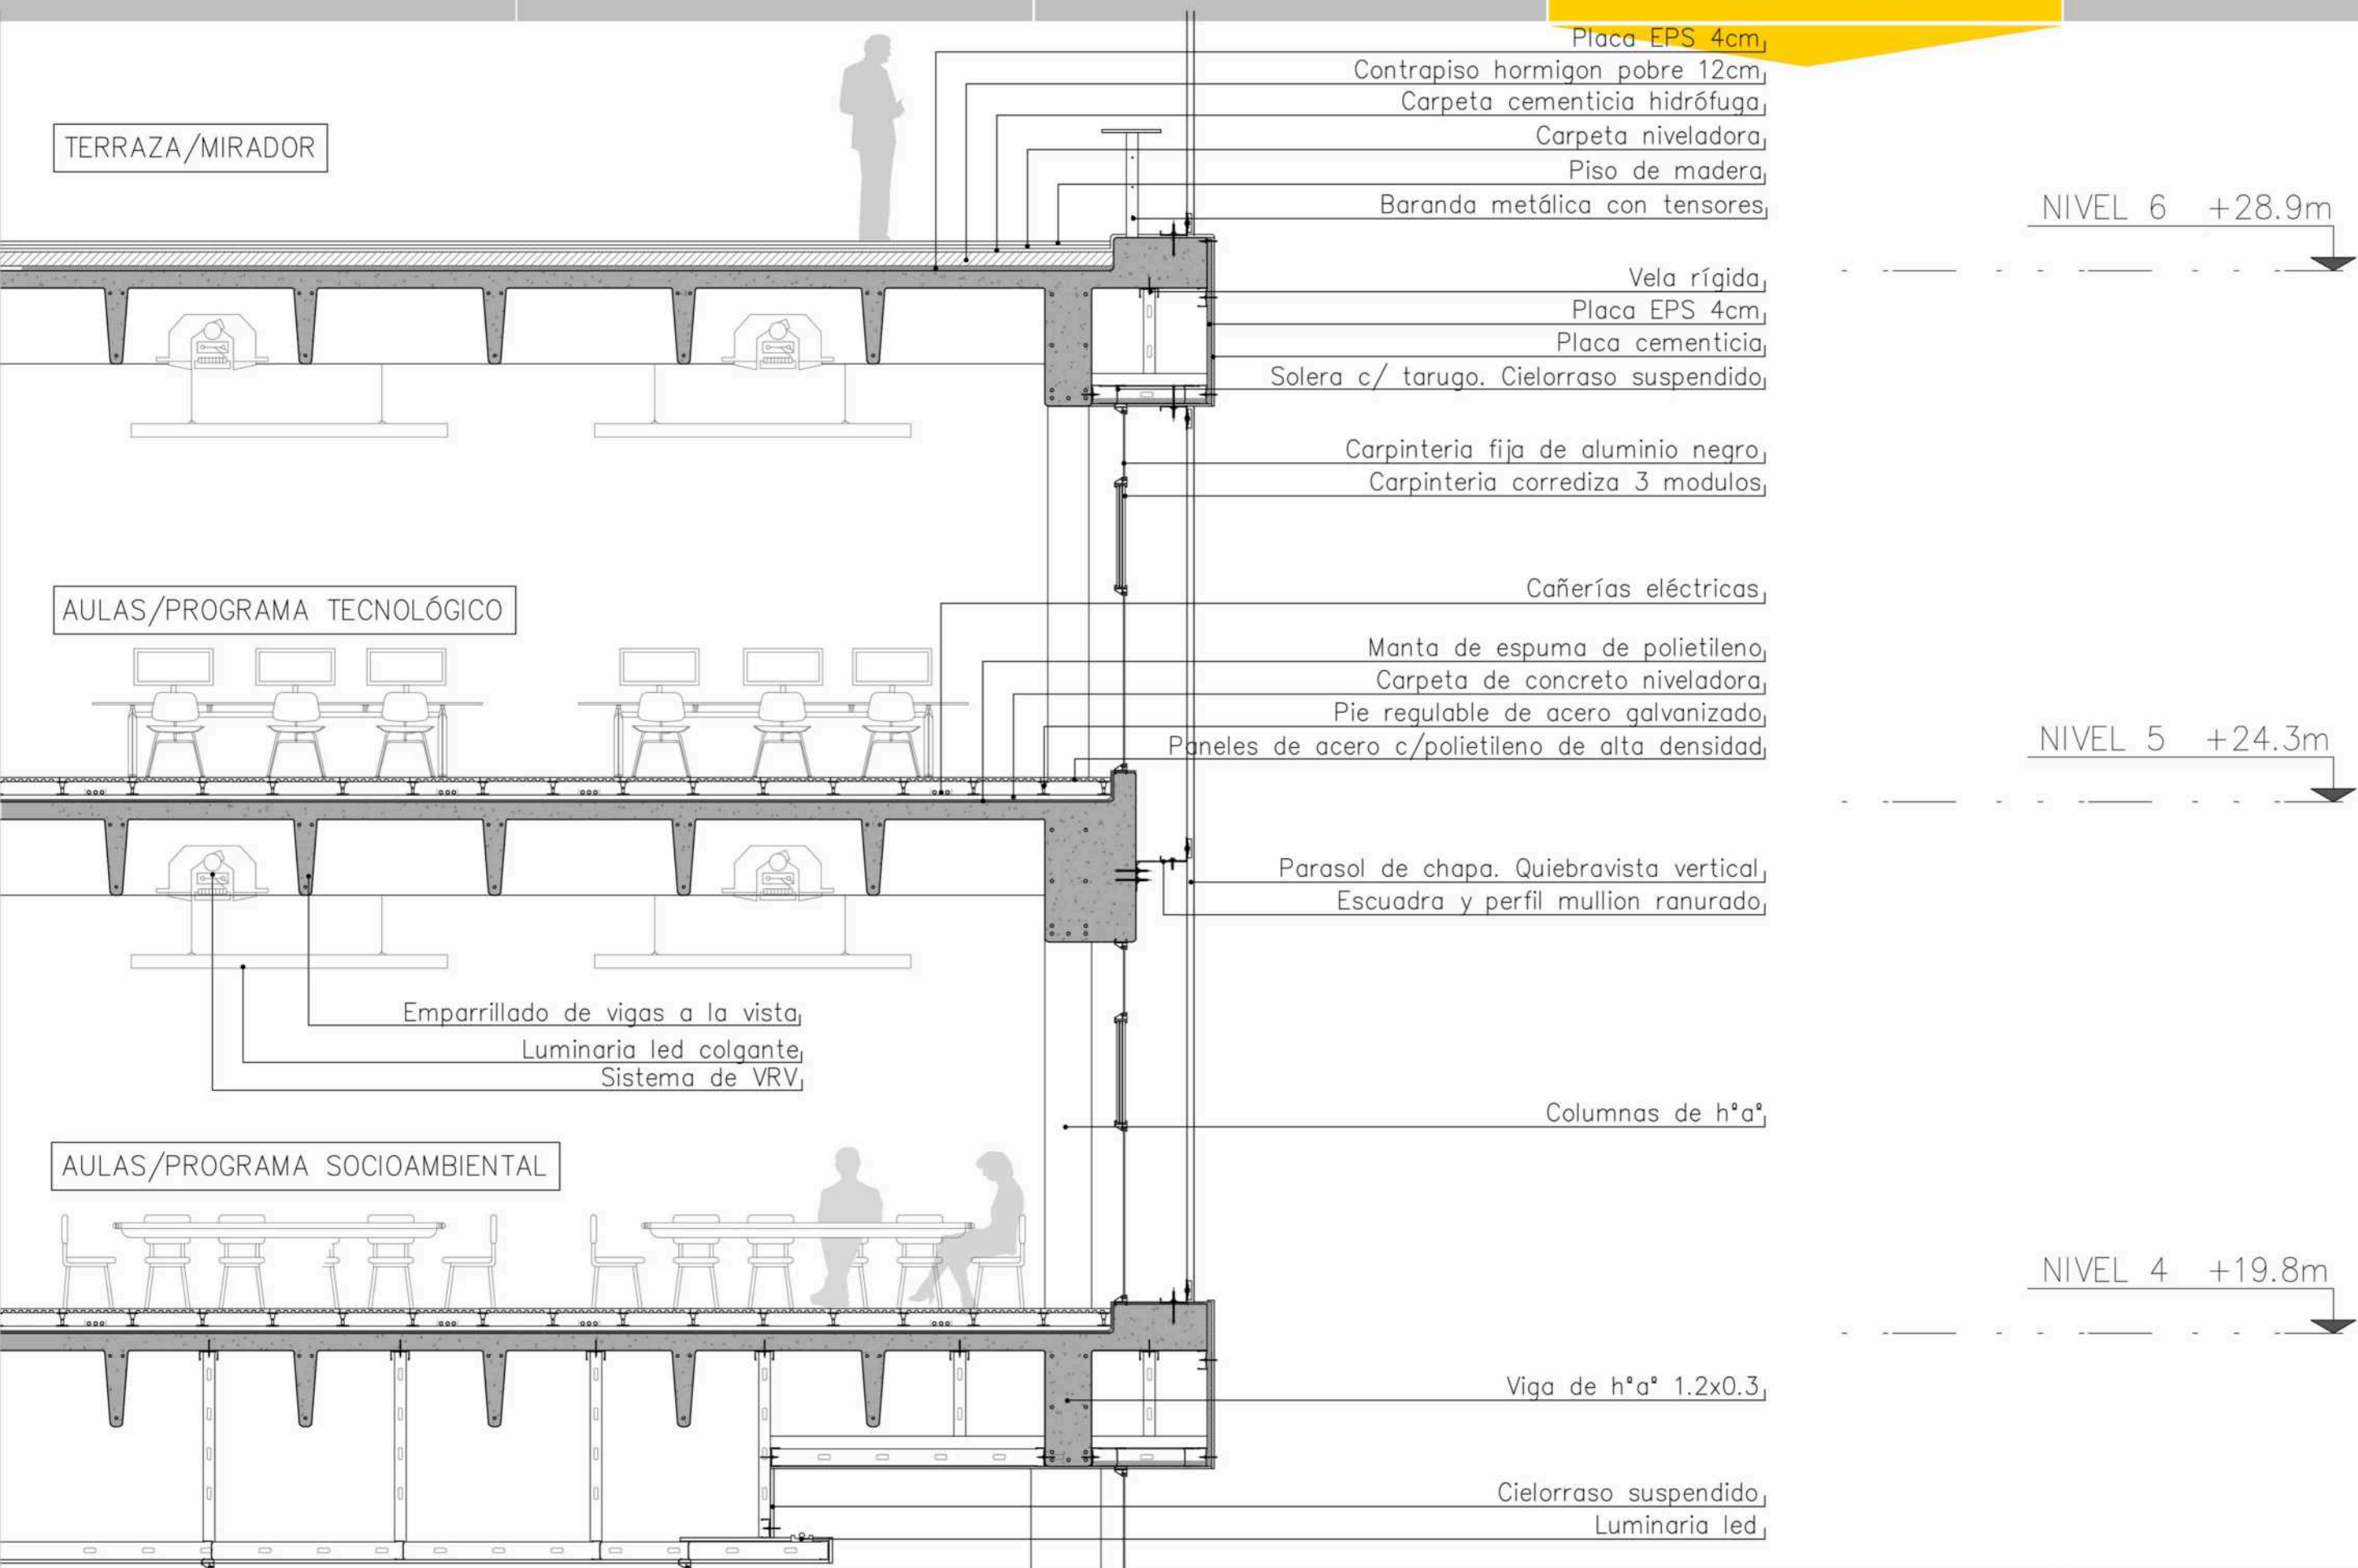 Placa EPS 4cm
Contrapiso hormigon pobre 12cm
Carpeta cementicia hidrófuga
TERRAZA/MIRADOR
Carpeta niveladora
Piso de madera
Baranda metálica con tensores
NIVEL 6 +28.9m
Vela rígida
Placa EPS 4cm
Placa cementicia
Solera c/ tarugo. Cielorraso suspendido
Carpinteria fija de aluminio negro
Carpinteria corrediza 3 modulos
Cañerías eléctricas
AULAS/PROGRAMA TECNOLÓGICO
Manta de espuma de polietileno
Carpeta de concreto niveladora
Pie regulable de acero galvanizado
Paneles de acero c/polietileno de alta densidad
NIVEL 5 +24.3m
Parasol de chapa. Quiebravista vertical
Escuadra y perfil mullion ranurado
Emparrillado de vigas a la vista
Luminaria led colgante
Sistema de VRV
Columnas de h°a°
AULAS/PROGRAMA SOCIOAMBIENTAL
NIVEL 4 +19.8m
Viga de h°a° 1.2x0.3
Cielorraso suspendido
Luminaria led